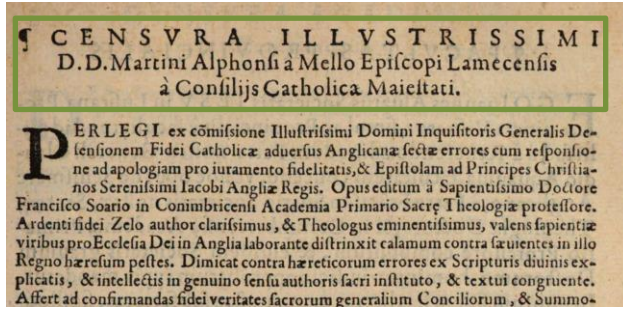 ¶ CENSVRA ILLVSTRISSIMI
D.D.Martini Alphonſi à Mello Epiſcopi Lamecenſis
à Conſilijs Catholicæ Maieſtati.
PERLEGI ex cõmiſsione Illuſtriſsimi Domini Inquiſitoris Generalis De-
fenſionem Fidei Catholicæ aduerſus Anglicanæ ſectæ errores cum reſponſio-
ne ad apologiam pro iuramento fidelitatis, & Epiſtolam ad Principes Chriſtia-
nos Sereniſsimi Iacobi Angliæ Regis. Opus editum à Sapientiſsimo Doctore
Franciſco Soario in Conimbricenſi Academia Primario Sacrę Theologiæ profeſſore.
Ardenti fidei Zelo author clariſsimus, & Theologus eminentiſsimus, valens ſapientiæ
viribus pro Eccleſia Dei in Anglia laborante diſtrinxit calamum contra ſæuientes in illo
Regno hæreſum peſtes. Dimicat contra hæreticorum errores ex Scripturis diuinis ex-
plicatis, & intellectis in genuino ſenſu authoris ſacri inſtituto, & textui congruente.
Affert ad confirmandas fidei veritates ſacrorum generalium Conciliorum, & Summo-